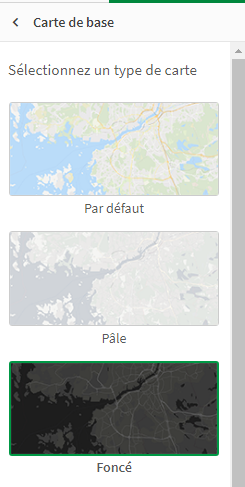 Carte de base
Sélectionnez un type de carte
Par défaut
Pâle
Foncé